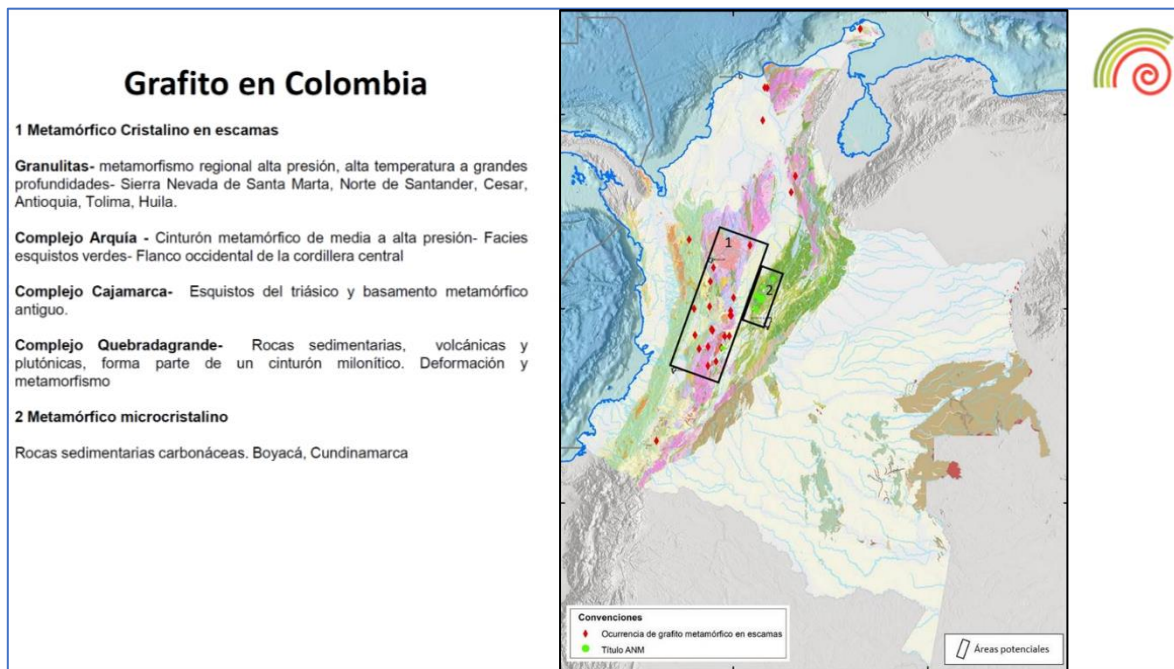 Grafito en Colombia
1 Metamórfico Cristalino en escamas
Granulitas- metamorfismo regional alta presión, alta temperatura a grandes
profundidades- Sierra Nevada de Santa Marta, Norte de Santander, Cesar,
Antioquia, Tolima, Huila.
Complejo Arquía - Cinturón metamórfico de media a alta presión- Facies
esquistos verdes- Flanco occidental de la cordillera central
Complejo Cajamarca- Esquistos del triásico y basamento metamórfico
antiguo.
Complejo Quebradagrande- Rocas sedimentarias, volcánicas y
plutónicas, forma parte de un cinturón milonítico. Deformación y
metamorfismo
2 Metamórfico microcristalino
Rocas sedimentarias carbonáceas. Boyacá, Cundinamarca
1
2
Convenciones
Ocurrencia de grafito metamórfico en escamas
Título ANM
Áreas potenciales